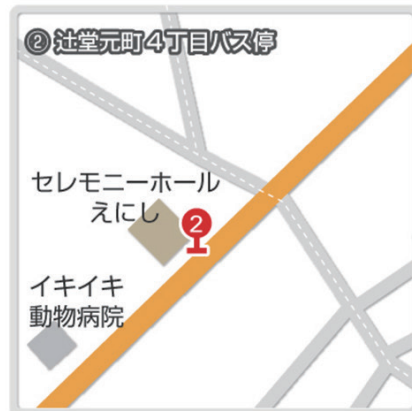 ② 辻堂元町4丁目バス停
セレモニーホール
えにし
2
イキイキ
動物病院